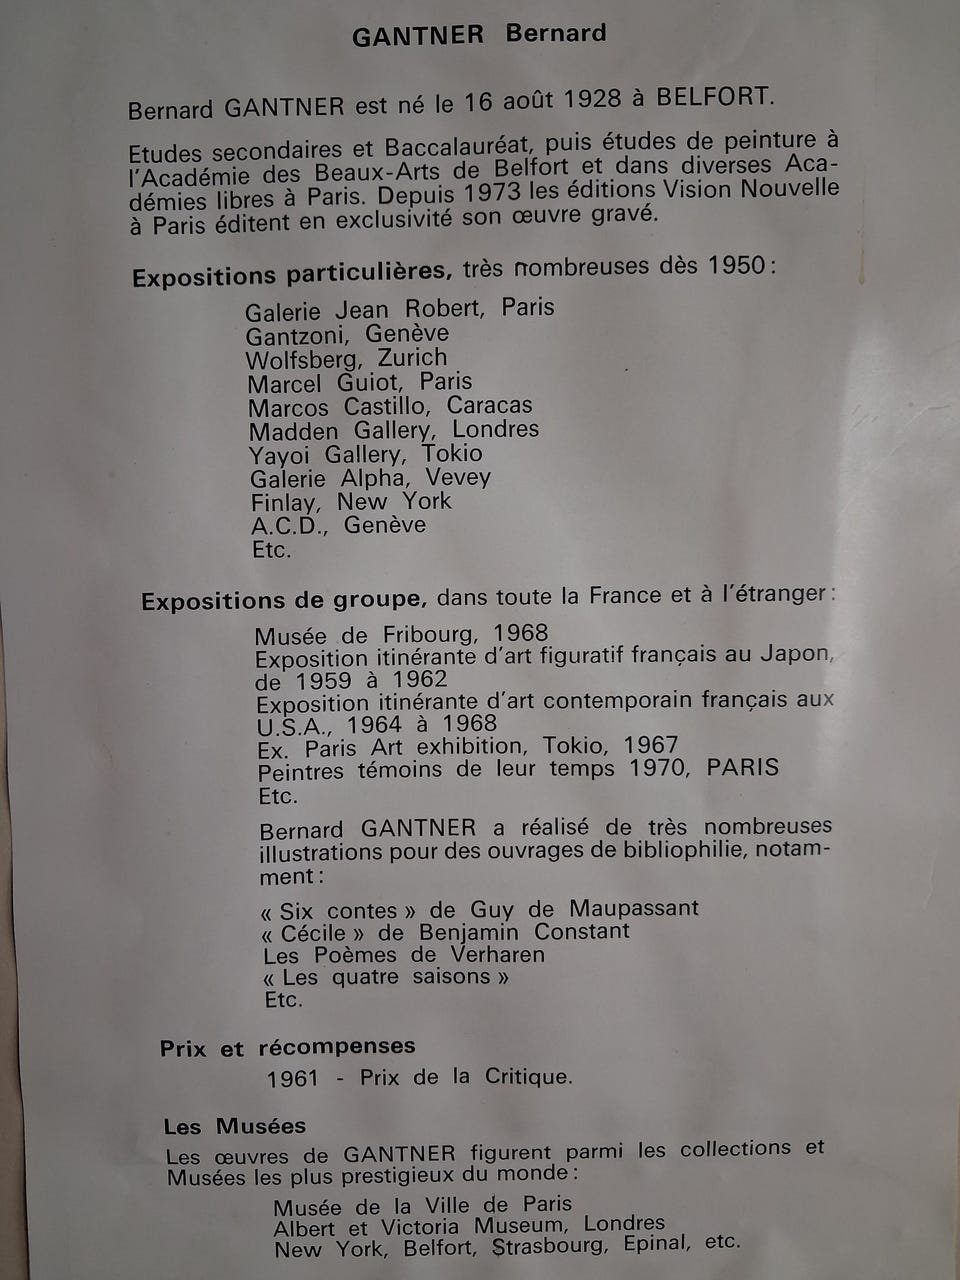 GANTNER Bernard
Bernard GANTNER est né le 16 août 1928 à BELFORT.
Etudes secondaires et Baccalauréat, puis études de peinture à
l'Académie des Beaux-Arts de Belfort et dans diverses Aca-
démies libres à Paris. Depuis 1973 les éditions Vision Nouvelle
à Paris éditent en exclusivité son œuvre gravé.
Expositions particulières, très nombreuses dès 1950 :
Galerie Jean Robert, Paris
Gantzoni, Genève
Wolfsberg, Zurich
Marcel Guiot, Paris
Marcos Castillo, Caracas
Madden Gallery, Londres
Yayoi Gallery, Tokio
Galerie Alpha, Vevey
Finlay, New York
A.C.D., Genève
Etc.
Expositions de groupe, dans toute la France et à l'étranger :
Musée de Fribourg, 1968
Exposition itinérante d'art figuratif français au Japon,
de 1959 à 1962
Exposition itinérante d'art contemporain français aux
U.S.A., 1964 à 1968
Ex. Paris Art exhibition, Tokio, 1967
Peintres témoins de leur temps 1970, PARIS
Etc.
Bernard GANTNER a réalisé de très nombreuses
illustrations pour des ouvrages de bibliophilie, notam-
ment :
« Six contes » de Guy de Maupassant
« Cécile » de Benjamin Constant
Les Poèmes de Verharen
« Les quatre saisons »
Etc.
Prix et récompenses
1961 - Prix de la Critique.
Les Musées
Les œuvres de GANTNER figurent parmi les collections et
Musées les plus prestigieux du monde :
Musée de la Ville de Paris
Albert et Victoria Museum, Londres
New York, Belfort, Strasbourg, Epinal, etc.